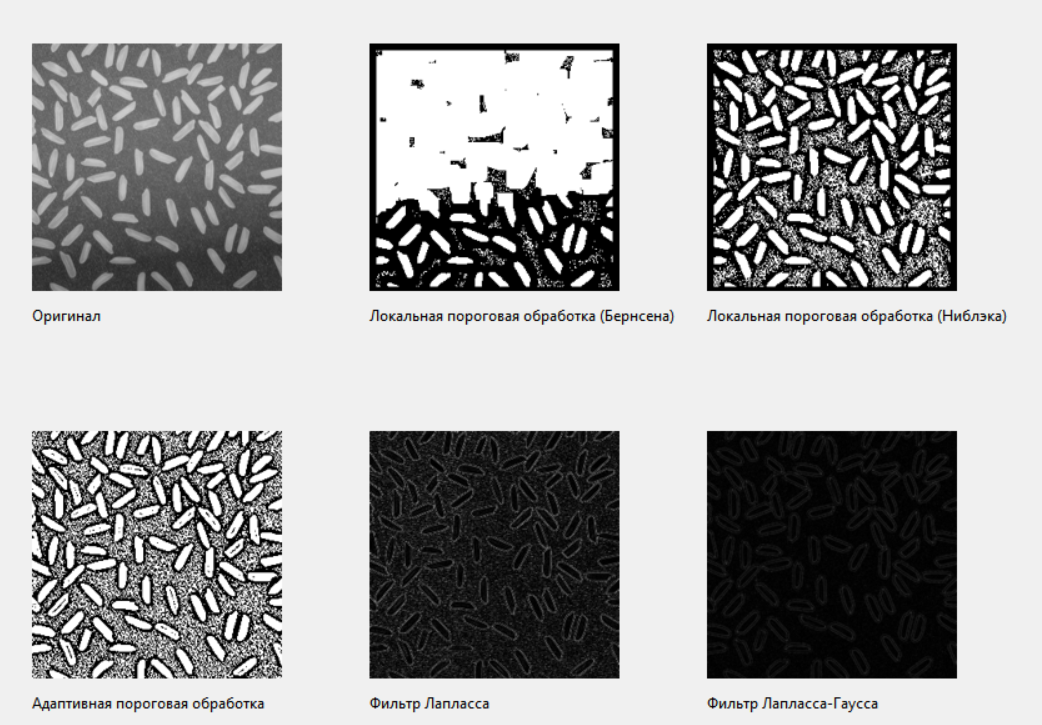 Оригинал
Локальная пороговая обработка (Бернсена)
Локальная пороговая обработка (Ниблэка)
Адаптивная пороговая обработка
Фильтр Лапласса
Фильтр Лапласса-Гаусса